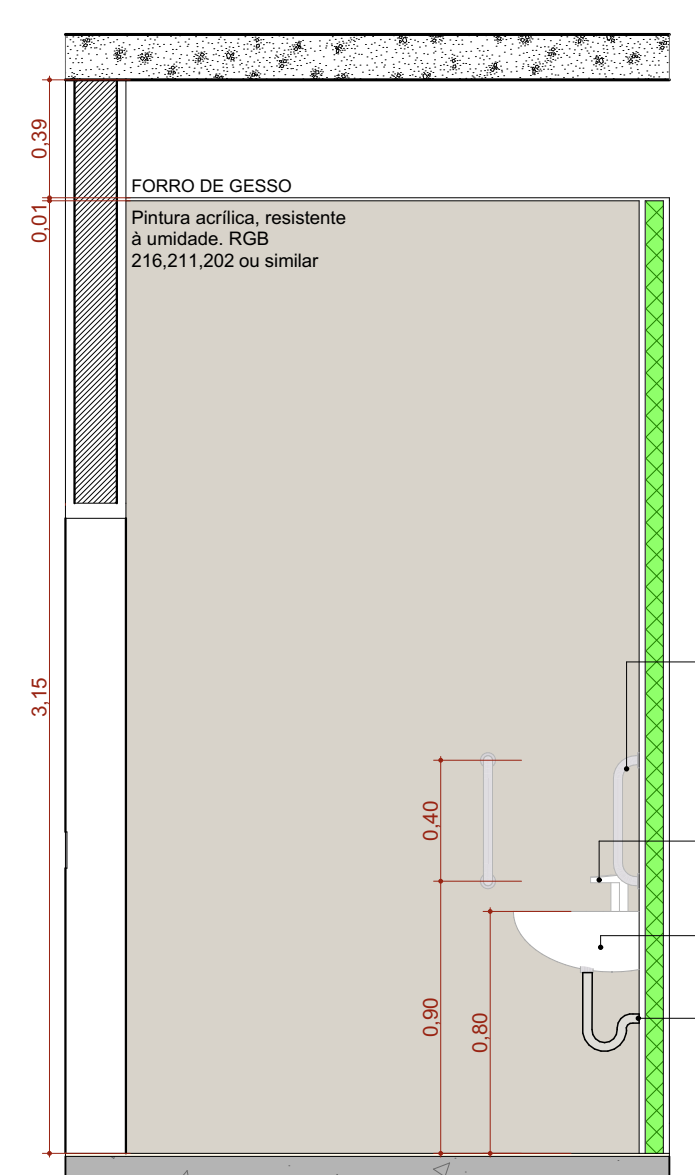 0,39
FORRO DE GESSO
0,01
Pintura acrílica, resistente
à umidade. RGB
216,211,202 ou similar
3,15
0,40
0,90
0,80